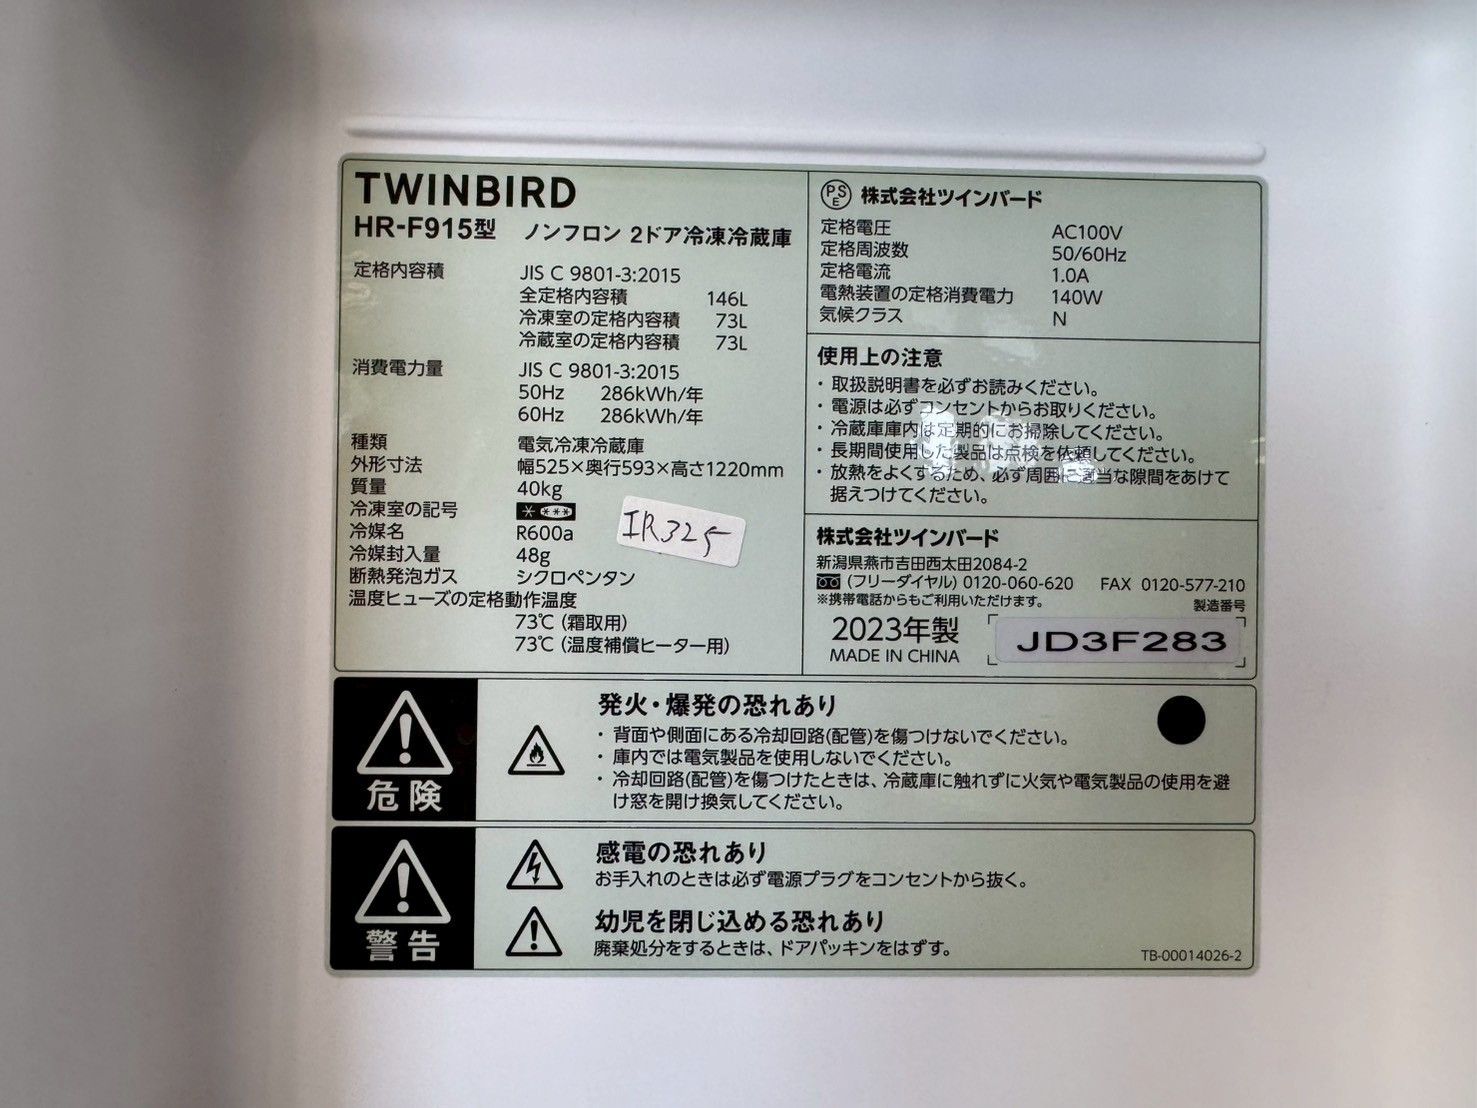 TWINBIRD
HR-F915型 ノンフロン 2ドア冷凍冷蔵庫
定格内容積 JIS C 9801-3:2015
全定格内容積 146L
冷凍室の定格内容積 73L
冷蔵室の定格内容積 73L
消費電力量 JIS C 9801-3:2015
50Hz 286kWh/年
60Hz 286kWh/年
種類 電気冷凍冷蔵庫
外形寸法 幅525×奥行593×高さ1220mm
質量 40kg
冷凍室の記号
冷媒名 R600a
冷媒封入量 48g
断熱発泡ガス シクロペンタン
温度ヒューズの定格動作温度
73℃（霜取用）
73℃（温度補償ヒーター用）
IR325
PSE 株式会社ツインバード
定格電圧 AC100V
定格周波数 50/60Hz
定格電流 1.0A
電熱装置の定格消費電力 140W
気候クラス N
使用上の注意
・取扱説明書を必ずお読みください。
・電源は必ずコンセントからお取りください。
・冷蔵庫庫内は定期的にお掃除してください。
・長期間使用した製品は点検を依頼してください。
・放熱をよくするため、必ず周囲に適当な隙間をあけて
据えつけてください。
株式会社ツインバード
新潟県燕市吉田西太田2084-2
(フリーダイヤル) 0120-060-620 FAX 0120-577-210
※携帯電話からもご利用いただけます。
製造番号
2023年製 JD3F283
MADE IN CHINA
危険
発火・爆発の恐れあり
・背面や側面にある冷却回路(配管)を傷つけないでください。
・庫内では電気製品を使用しないでください。
・冷却回路(配管)を傷つけたときは、冷蔵庫に触れずに火気や電気製品の使用を避
け窓を開け換気してください。
警告
感電の恐れあり
お手入れのときは必ず電源プラグをコンセントから抜く。
幼児を閉じ込める恐れあり
廃棄処分をするときは、ドアパッキンをはずす。
TB-00014026-2